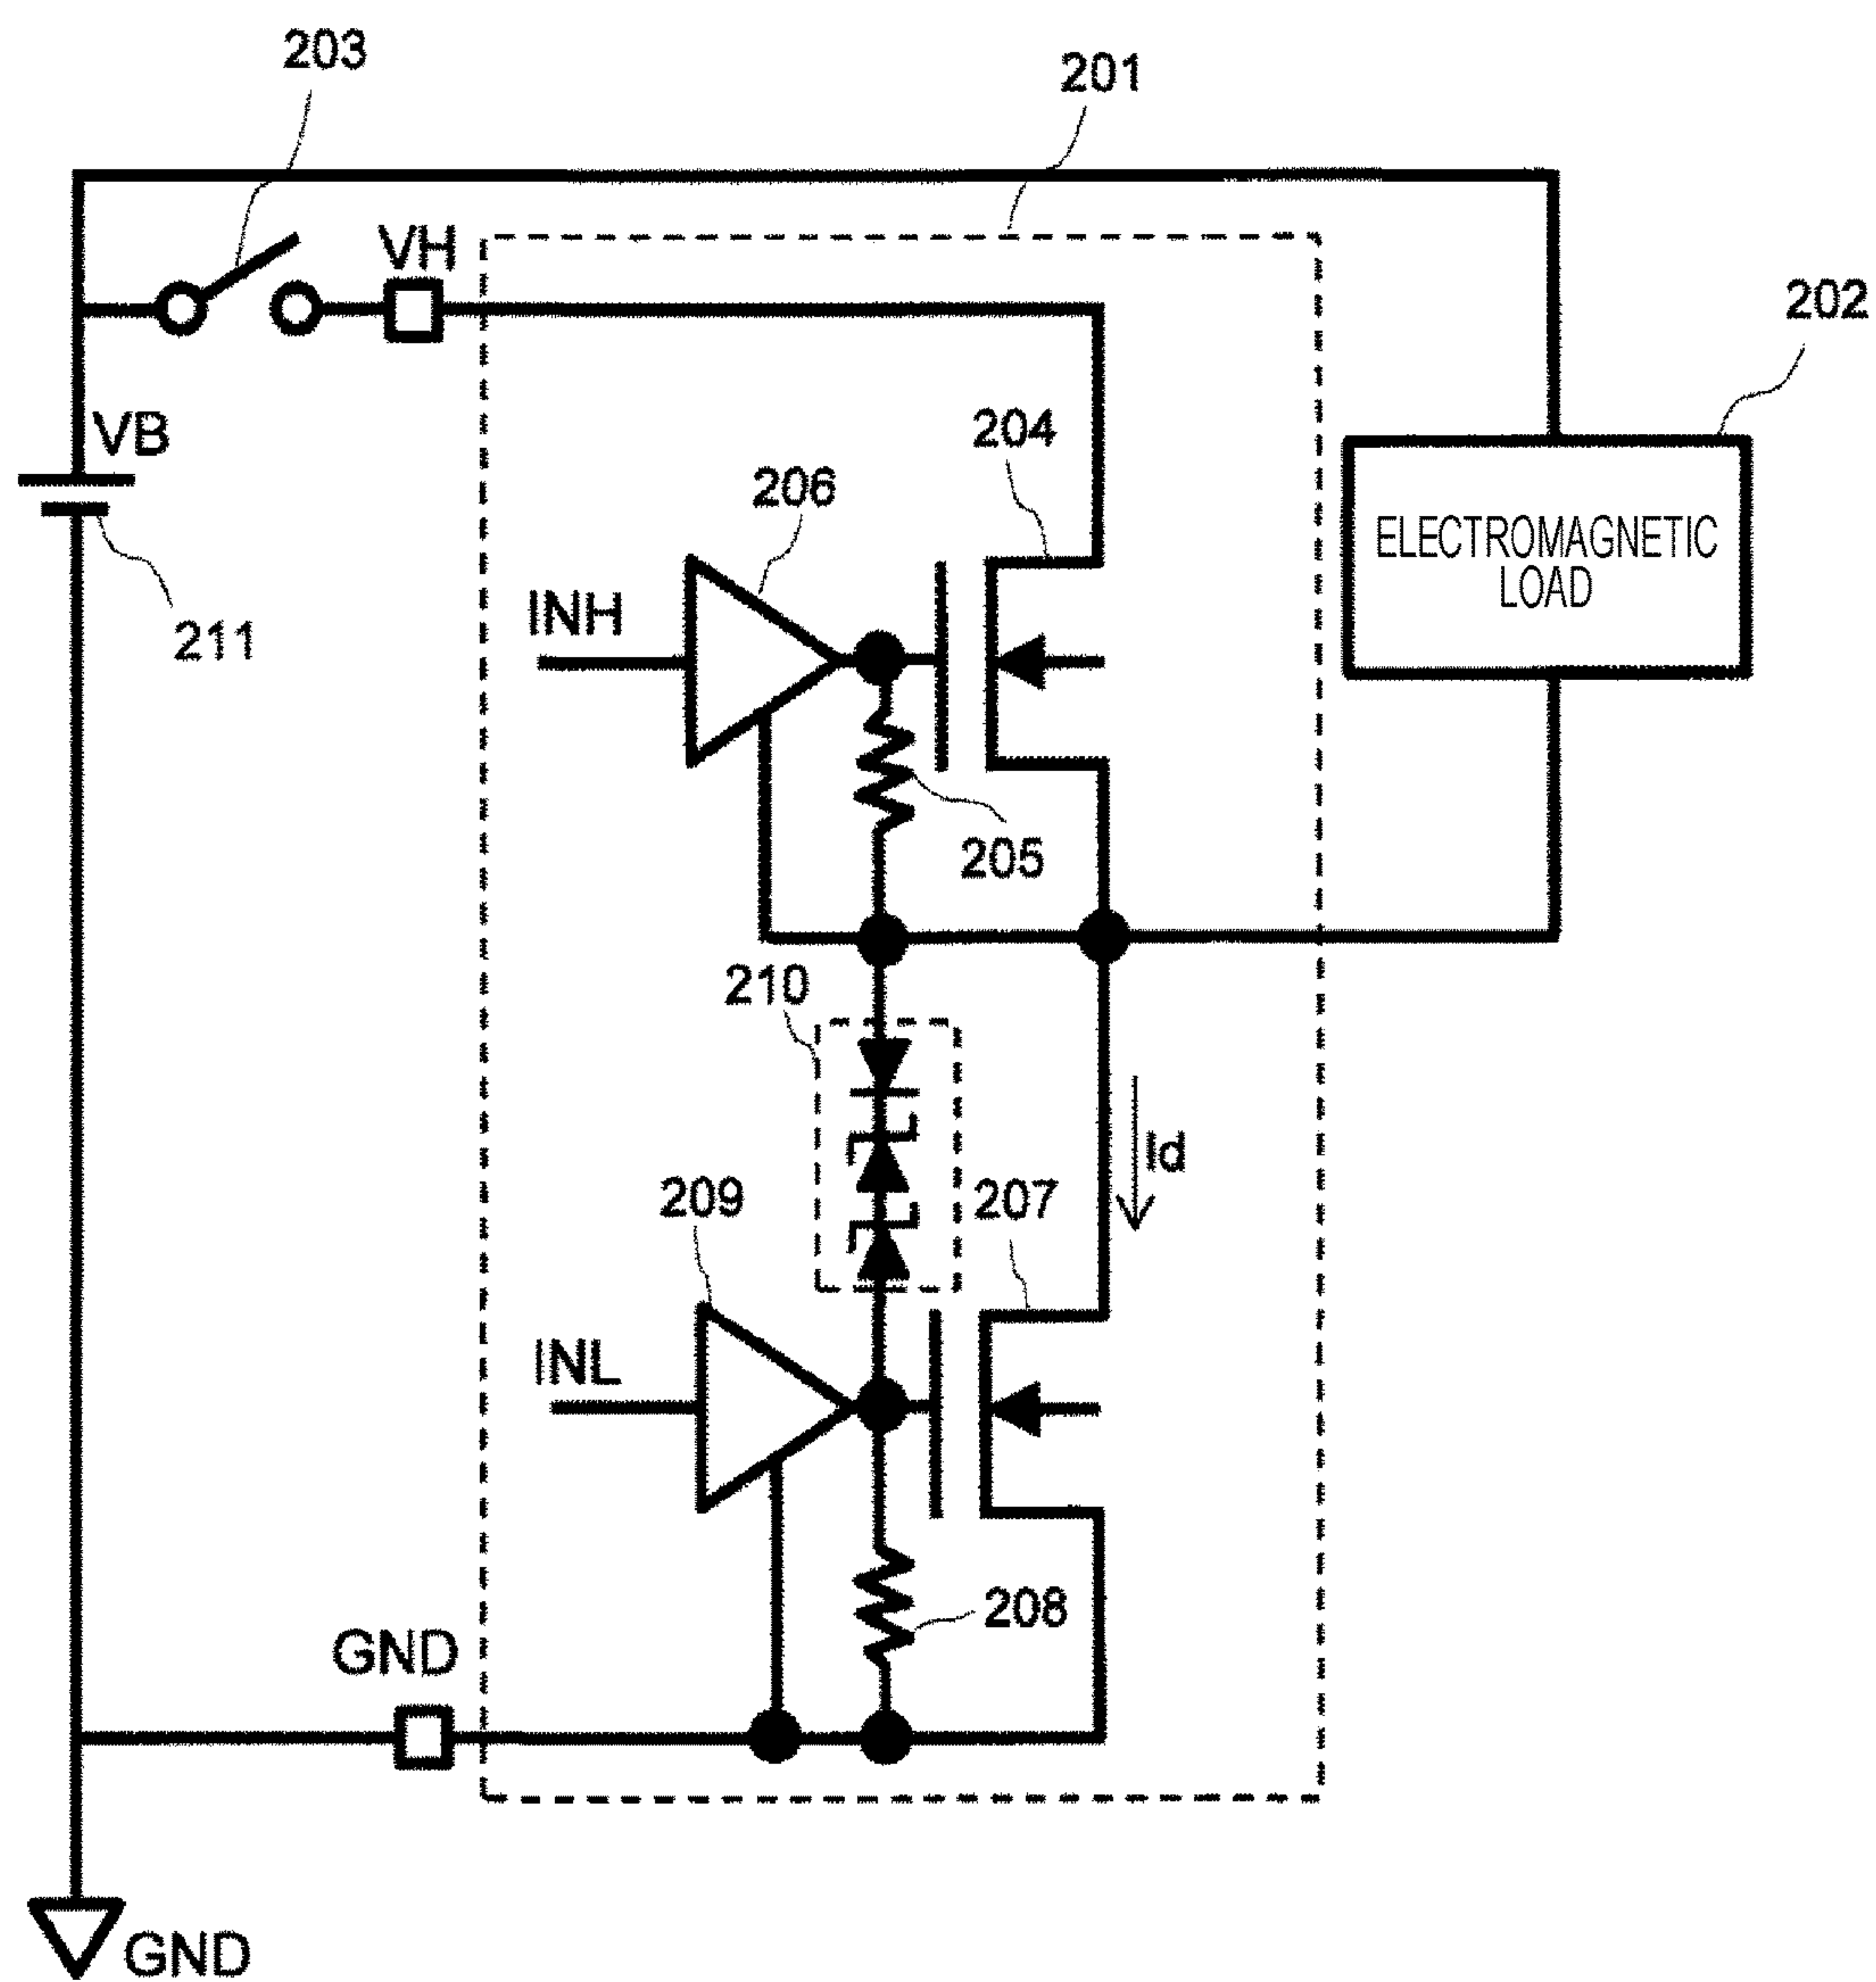 203
201
VH
202
VB
204
206
ELECTROMAGNETIC
LOAD
INH
211
205
210
Id
209
207
INL
208
GND
GND